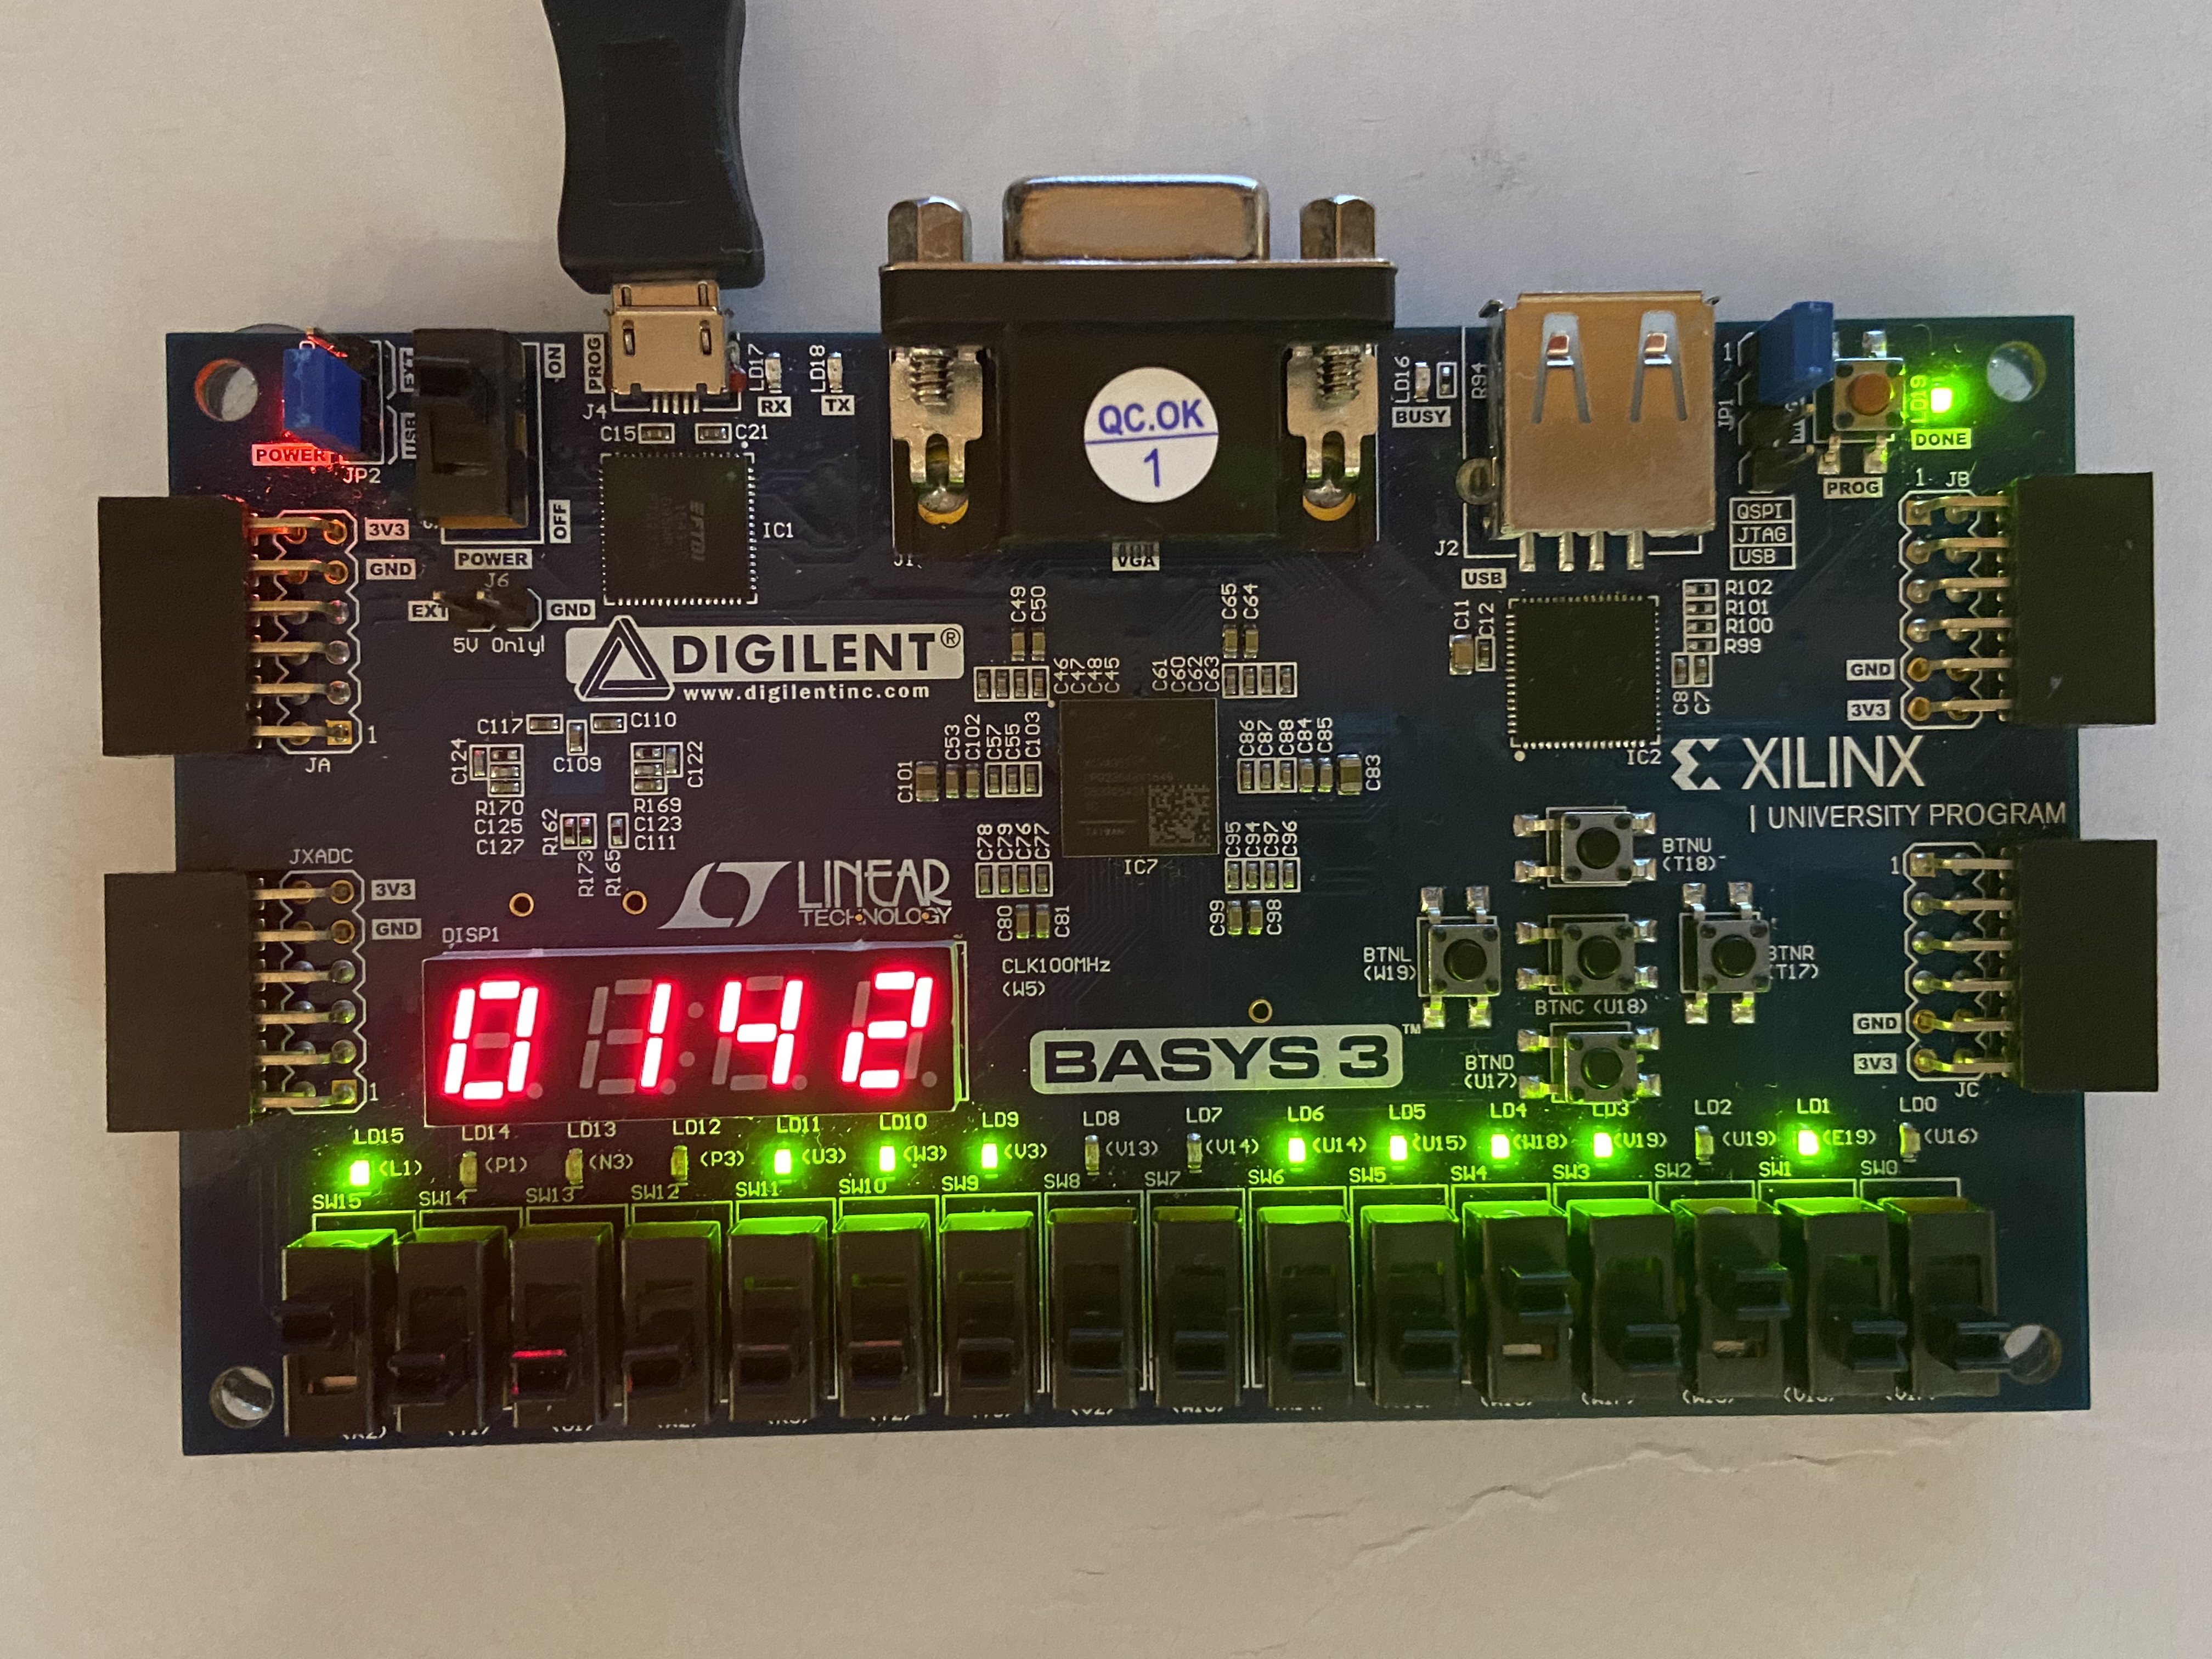 JXADC
1
GND
3V3
JA
1
GND
3V3
POWER
JP2
USB
EXT
SW15
LD15
(L1)
SW14
LD14
(P1)
SW13
LD13
(N3)
SW12
LD12
(P3)
SW11
LD11
(U3)
SW10
LD10
(W3)
SW9
LD9
(V3)
SW8
LD8
(V13)
SW7
LD7
(V14)
SW6
LD6
(U14)
SW5
LD5
(U15)
SW4
LD4
(W18)
SW3
LD3
(V19)
SW2
LD2
(U19)
SW1
LD1
(E19)
SW0
LD0
(U16)
DISP1
0142
C124
C117
R170
C125
C127
R162
R173
R165
C109
C110
R169
C123
C111
C122
EXT
5V Only!
J6
GND
POWER
OFF
ON
J4
PROG
C15
FTDI
C21
IC1
LD17
RX
LD18
TX
DIGILENT®
www.digilentinc.com
LINEAR
TECHNOLOGY
CLK100MHz
(W5)
C101
C53
C102
C57
C55
C103
C78
C79
C76
C77
C80
C81
C49
C50
C46
C47
C48
C45
IC7
C61
C60
C62
C63
C65
C64
C99
C98
C95
C94
C97
C96
C86
C87
C88
C84
C85
C83
BASYS 3™
VGA
QC.OK
1
LD16
BUSY
BTNL
(W19)
BTND
(U17)
BTNC (U18)
BTNU
(T18)
BTNR
(T17)
C11
C12
J2
USB
R94
IC2
C8
C7
R99
R100
R101
R102
JP1
1
QSPI
JTAG
USB
PROG
LD19
DONE
XILINX
| UNIVERSITY PROGRAM
3V3
GND
1
JC
3V3
GND
1
JB